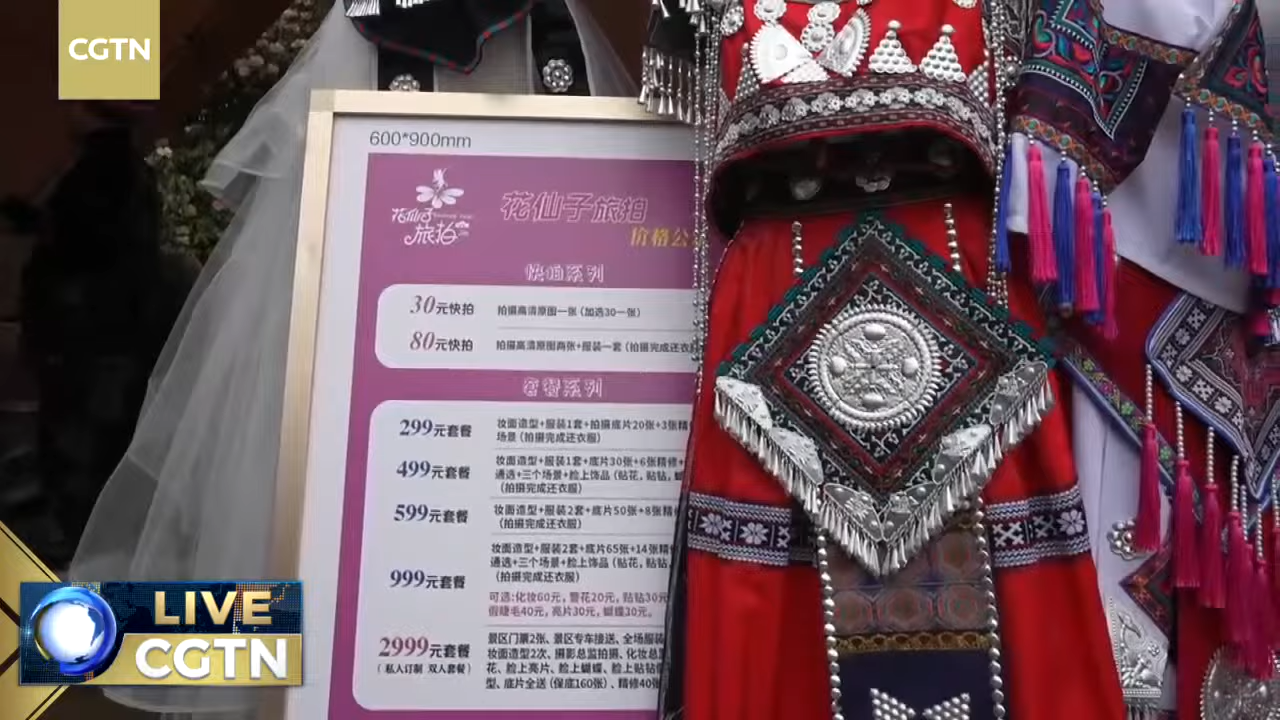 CGTN
600*900mm
花仙子
旅拍
花仙子旅拍
价格公
快拍系列
30元快拍 拍摄高清原图一张（加选30一张）
80元快拍 拍摄高清原图两张+服装一套（拍摄完成还衣服
套餐系列
299元套餐 妆面造型+服装1套+拍摄底片20张+3张精修
场景（拍摄完成还衣服）
499元套餐 妆面造型+服装1套+底片30张+6张精修+
通选+三个场景+脸上饰品（贴花，贴钻，
（拍摄完成还衣服）
599元套餐 妆面造型+服装2套+底片50张+8张精
（拍摄完成还衣服）
999元套餐 妆面造型+服装2套+底片65张+14张精
通选+三个场景+脸上饰品（贴花，贴钻，
（拍摄完成还衣服）
可选:化妆60元，簪花20元，贴钻30元
假睫毛40元，亮片30元，蝴蝶30元。
2999元套餐 景区门票2张、景区专车接送、全场服装
（私人订制 双人套餐） 妆面造型2次、摄影总监拍摄、化妆总
花、脸上亮片、脸上蝴蝶、脸上贴钻
型、底片全送（保底160张）、精修40张
LIVE
CGTN